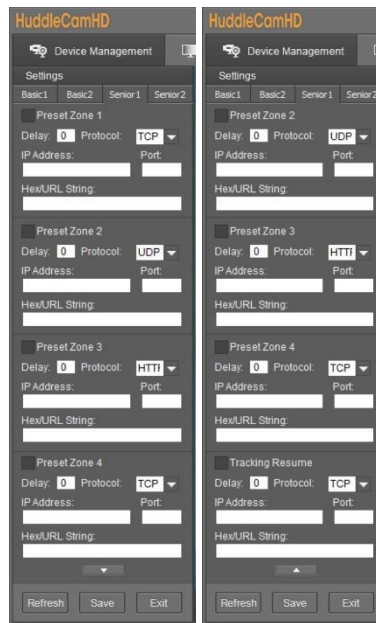 HuddleCamHD
Device Management
Settings
Basic1 Basic2 Senior1 Senior2
Preset Zone 1
Delay: 0 Protocol: TCP
IP Address: Port:
Hex/URL String:
Preset Zone 2
Delay: 0 Protocol: UDP
IP Address: Port:
Hex/URL String:
Preset Zone 3
Delay: 0 Protocol: HTTP
IP Address: Port:
Hex/URL String:
Preset Zone 4
Delay: 0 Protocol: TCP
IP Address: Port:
Hex/URL String:
Refresh Save Exit
HuddleCamHD
Device Management
Settings
Basic1 Basic2 Senior1 Senior2
Preset Zone 2
Delay: 0 Protocol: UDP
IP Address: Port:
Hex/URL String:
Preset Zone 3
Delay: 0 Protocol: HTTP
IP Address: Port:
Hex/URL String:
Preset Zone 4
Delay: 0 Protocol: TCP
IP Address: Port:
Hex/URL String:
Tracking Resume
Delay: 0 Protocol: TCP
IP Address: Port:
Hex/URL String:
Refresh Save Exit